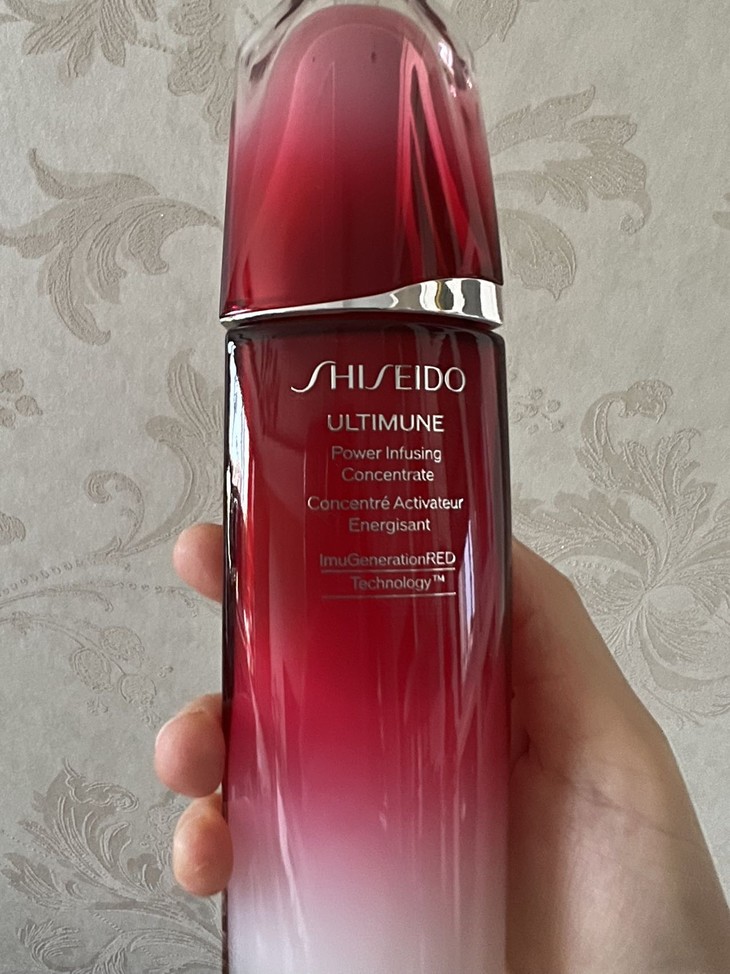 SHISEIDO
ULTIMUNE
Power Infusing
Concentrate
Concentré Activateur
Energisant
ImuGenerationRED
Technology™